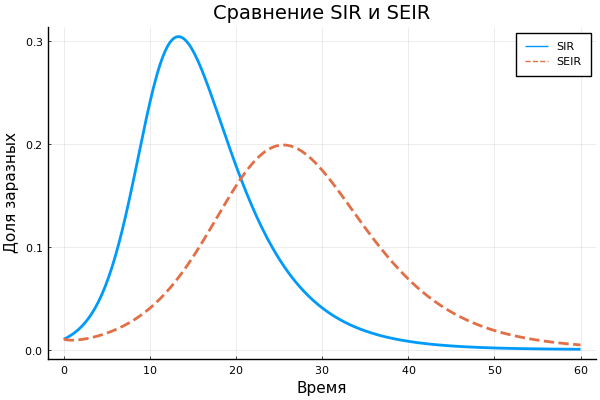 Сравнение SIR и SEIR
SIR
SEIR
Доля заразных
0.3
0.2
0.1
0.0
0 10 20 30 40 50 60
Время